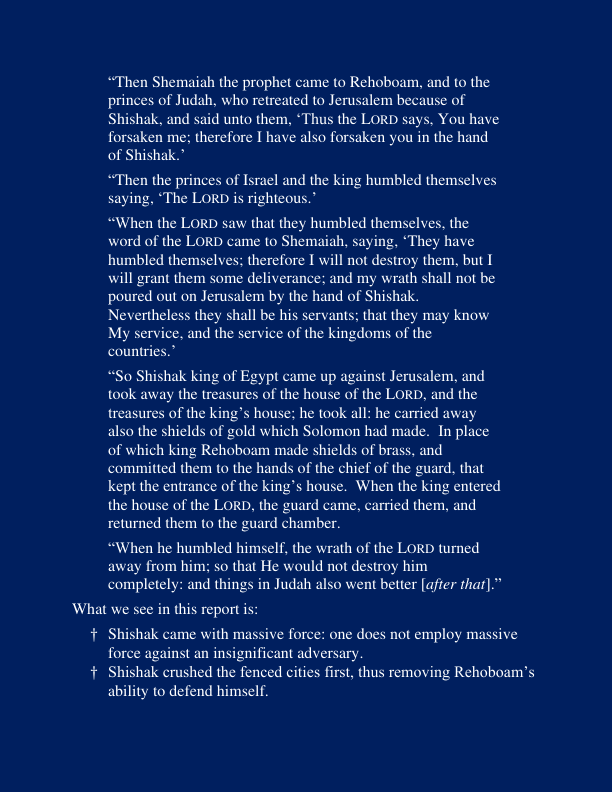 “Then Shemaiah the prophet came to Rehoboam, and to the
princes of Judah, who retreated to Jerusalem because of
Shishak, and said unto them, ‘Thus the LORD says, You have
forsaken me; therefore I have also forsaken you in the hand
of Shishak.’
“Then the princes of Israel and the king humbled themselves
saying, ‘The LORD is righteous.’
“When the LORD saw that they humbled themselves, the
word of the LORD came to Shemaiah, saying, ‘They have
humbled themselves; therefore I will not destroy them, but I
will grant them some deliverance; and my wrath shall not be
poured out on Jerusalem by the hand of Shishak.
Nevertheless they shall be his servants; that they may know
My service, and the service of the kingdoms of the
countries.’
“So Shishak king of Egypt came up against Jerusalem, and
took away the treasures of the house of the LORD, and the
treasures of the king’s house; he took all: he carried away
also the shields of gold which Solomon had made.  In place
of which king Rehoboam made shields of brass, and
committed them to the hands of the chief of the guard, that
kept the entrance of the king’s house.  When the king entered
the house of the LORD, the guard came, carried them, and
returned them to the guard chamber.
“When he humbled himself, the wrath of the LORD turned
away from him; so that He would not destroy him
completely: and things in Judah also went better [after that].”
What we see in this report is:
† Shishak came with massive force: one does not employ massive
force against an insignificant adversary.
† Shishak crushed the fenced cities first, thus removing Rehoboam’s
ability to defend himself.